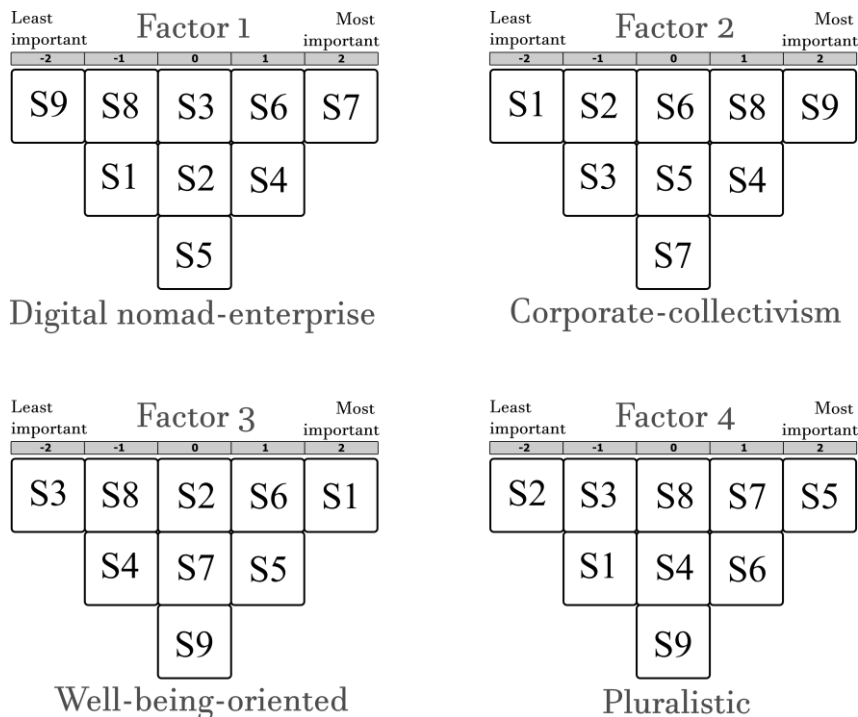 Least important Factor 1 Most important
-2 -1 0 1 2
S9 S8 S3 S6 S7
S1 S2 S4
S5
Digital nomad-enterprise
Least important Factor 2 Most important
-2 -1 0 1 2
S1 S2 S6 S8 S9
S3 S5 S4
S7
Corporate-collectivism
Least important Factor 3 Most important
-2 -1 0 1 2
S3 S8 S2 S6 S1
S4 S7 S5
S9
Well-being-oriented
Least important Factor 4 Most important
-2 -1 0 1 2
S2 S3 S8 S7 S5
S1 S4 S6
S9
Pluralistic